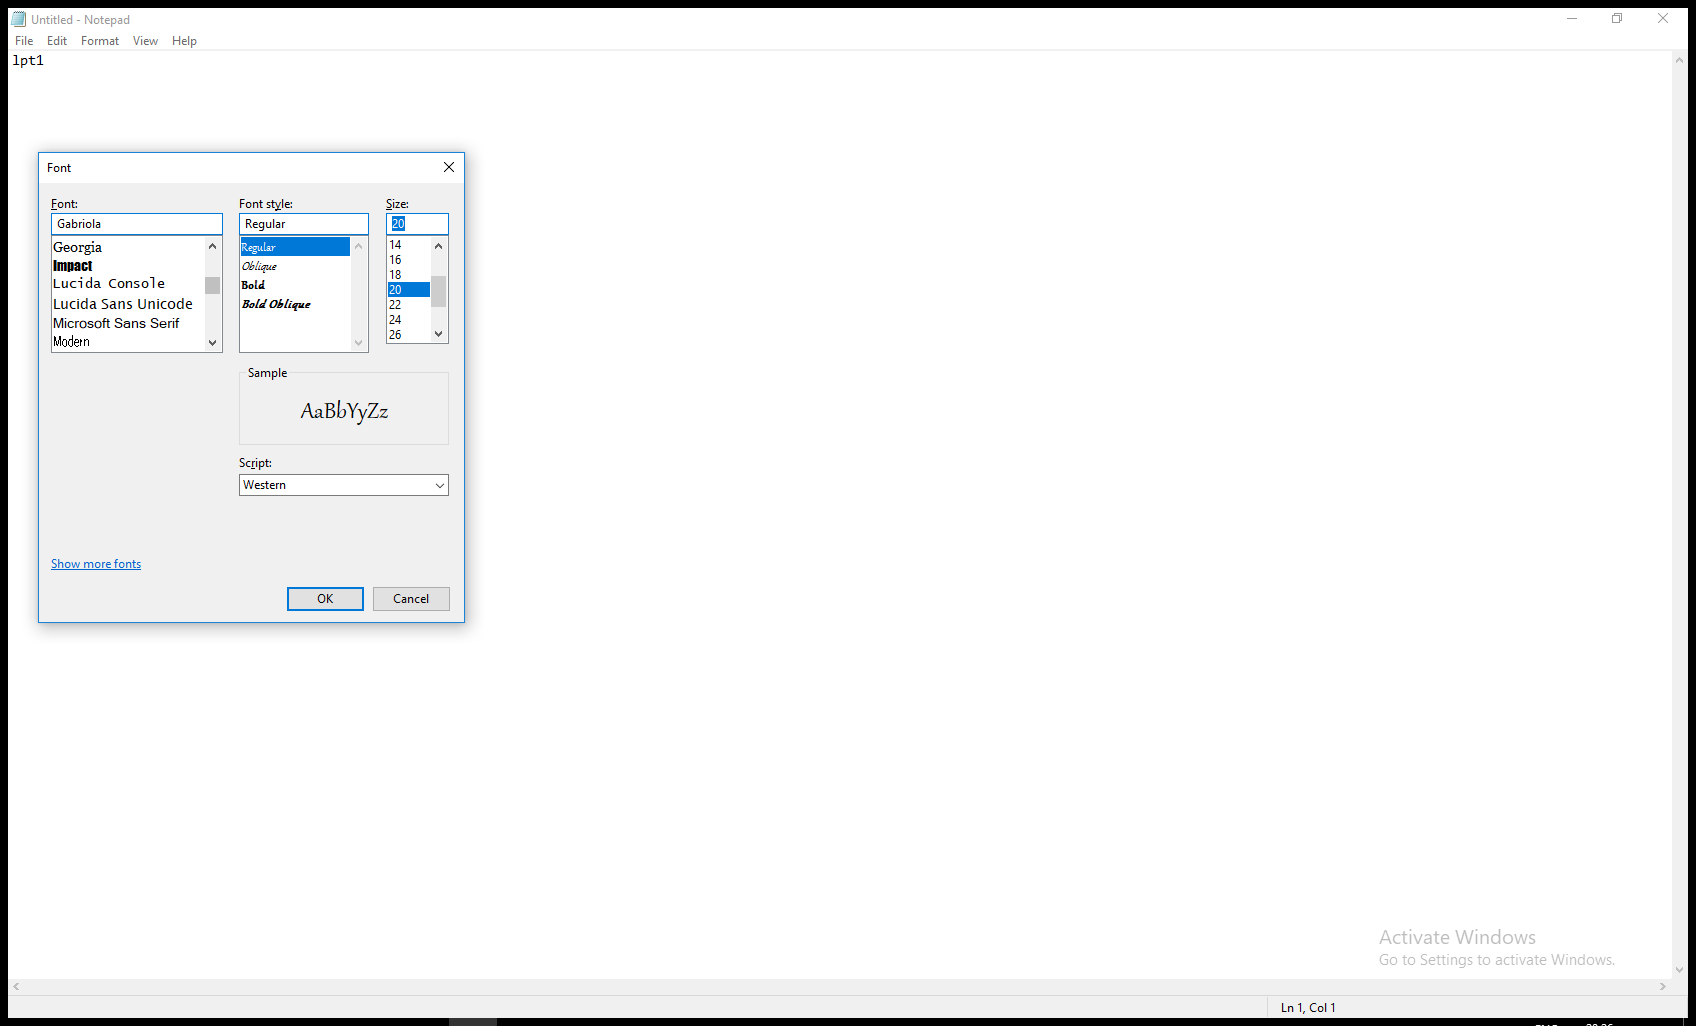 Untitled - Notepad
File Edit Format View Help
lpt1
Font
Font: Font style: Size:
Gabriola Regular 20
Georgia
Impact
Lucida Console
Lucida Sans Unicode
Microsoft Sans Serif
Modern
Regular
Oblique
Bold
Bold Oblique
14
16
18
20
22
24
26
Sample
AaBbYyZz
Script:
Western
Show more fonts
OK Cancel
Activate Windows
Go to Settings to activate Windows.
Ln 1, Col 1